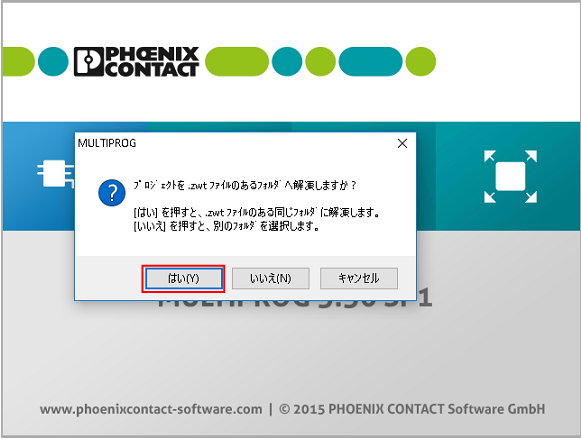 PHŒNIX
CONTACT
MULTIPROG
ﾌﾟﾛｼﾞｪｸﾄを .zwt ﾌｧｲﾙのあるﾌｫﾙﾀﾞへ解凍しますか ?
[はい] を押すと、.zwt ﾌｧｲﾙのある同じﾌｫﾙﾀﾞに解凍します。
[いいえ] を押すと、別のﾌｫﾙﾀﾞを選択します。
はい(Y) いいえ(N) キャンセル
MULTIPROG 5.50 SP1
www.phoenixcontact-software.com | © 2015 PHOENIX CONTACT Software GmbH